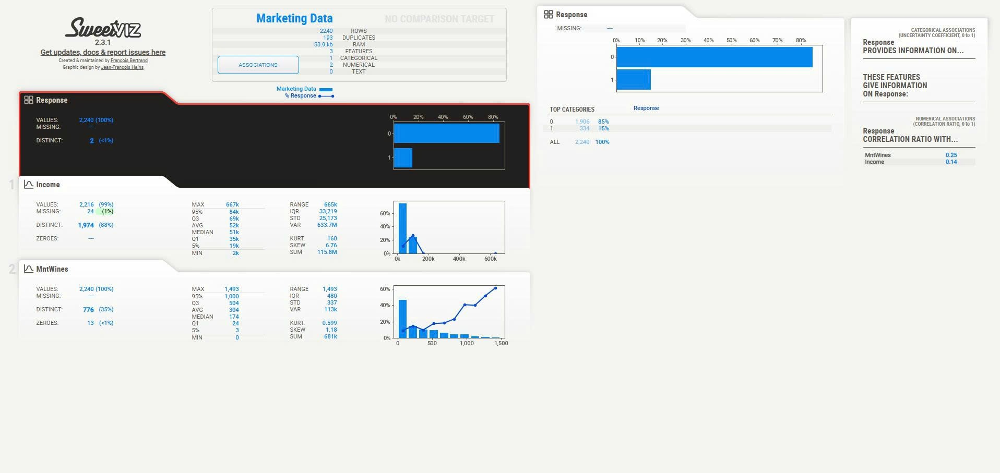 Sweetviz
2.3.1
Get updates, docs & report issues here
Created & maintained by Francois Bertrand
Graphic design by Jean-Francois Hains
Marketing Data NO COMPARISON TARGET
2240 ROWS
193 DUPLICATES
53.9 kb RAM
3 FEATURES
1 CATEGORICAL
2 NUMERICAL
0 TEXT
ASSOCIATIONS
Marketing Data
% Response
Response
VALUES: 2,240 (100%)
MISSING: ---
DISTINCT: 2 (<1%)
0% 20% 40% 60% 80%
0
1
1
Income
VALUES: 2,216 (99%)
MISSING: 24 (1%)
DISTINCT: 1,974 (88%)
ZEROES: ---
MAX 667k
95% 84k
Q3 69k
AVG 52k
MEDIAN 51k
Q1 35k
5% 19k
MIN 2k
RANGE 665k
IQR 33,219
STD 25,173
VAR 633.7M
KURT. 160
SKEW 6.76
SUM 115.8M
60%
40%
20%
0%
0k 200k 400k 600k
2
MntWines
VALUES: 2,240 (100%)
MISSING: ---
DISTINCT: 776 (35%)
ZEROES: 13 (<1%)
MAX 1,493
95% 1,000
Q3 504
AVG 304
MEDIAN 174
Q1 24
5% 3
MIN 0
RANGE 1,493
IQR 480
STD 337
VAR 113k
KURT. 0.599
SKEW 1.18
SUM 681k
60%
40%
20%
0%
0 500 1,000 1,500
Response
MISSING: ---
0% 10% 20% 30% 40% 50% 60% 70% 80%
0
1
TOP CATEGORIES Response
0 1,906 85%
1 334 15%
ALL 2,240 100%
CATEGORICAL ASSOCIATIONS
(UNCERTAINTY COEFFICIENT, 0 to 1)
Response
PROVIDES INFORMATION ON...
THESE FEATURES
GIVE INFORMATION
ON Response:
NUMERICAL ASSOCIATIONS
(CORRELATION RATIO, 0 to 1)
Response
CORRELATION RATIO WITH...
MntWines 0.25
Income 0.14